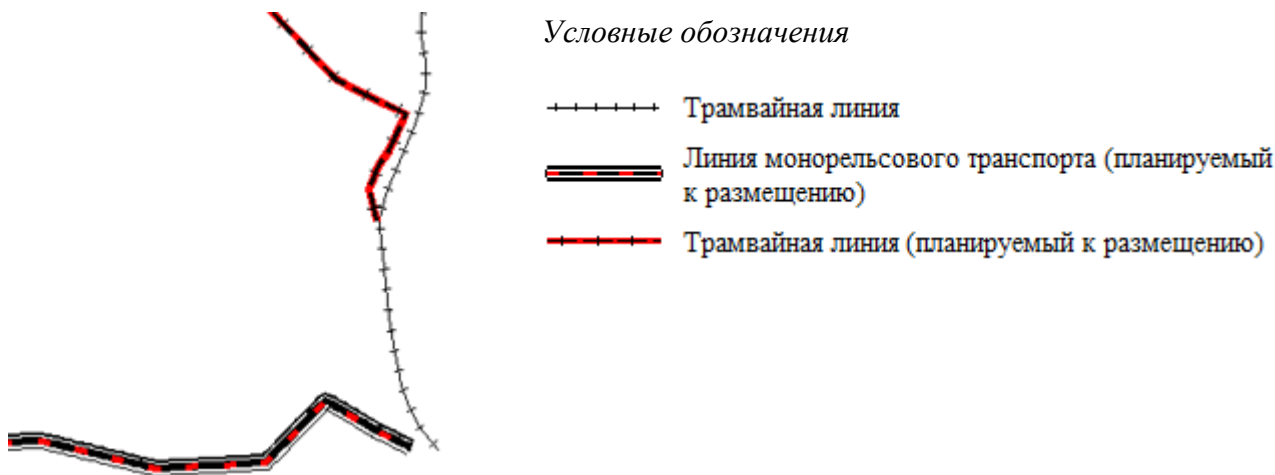 Условные обозначения
Трамвайная линия
Линия монорельсового транспорта (планируемый
к размещению)
Трамвайная линия (планируемый к размещению)